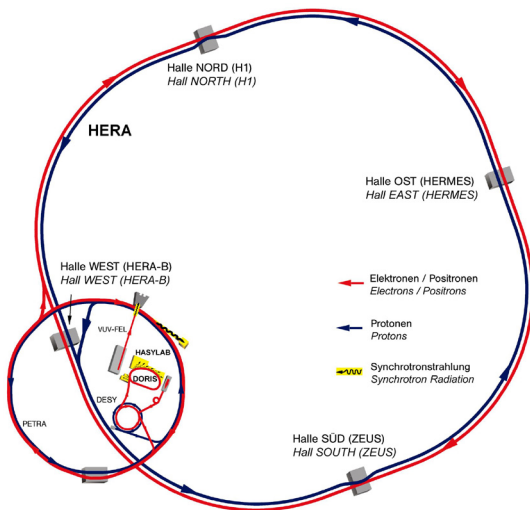 Halle NORD (H1)
Hall NORTH (H1)
HERA
Halle OST (HERMES)
Hall EAST (HERMES)
Halle WEST (HERA-B)
Hall WEST (HERA-B)
Elektronen / Positronen
Electrons / Positrons
Protonen
Protons
Synchrotronstrahlung
Synchrotron Radiation
VUV-FEL
HASYLAB
DORIS
DESY
PETRA
Halle SÜD (ZEUS)
Hall SOUTH (ZEUS)